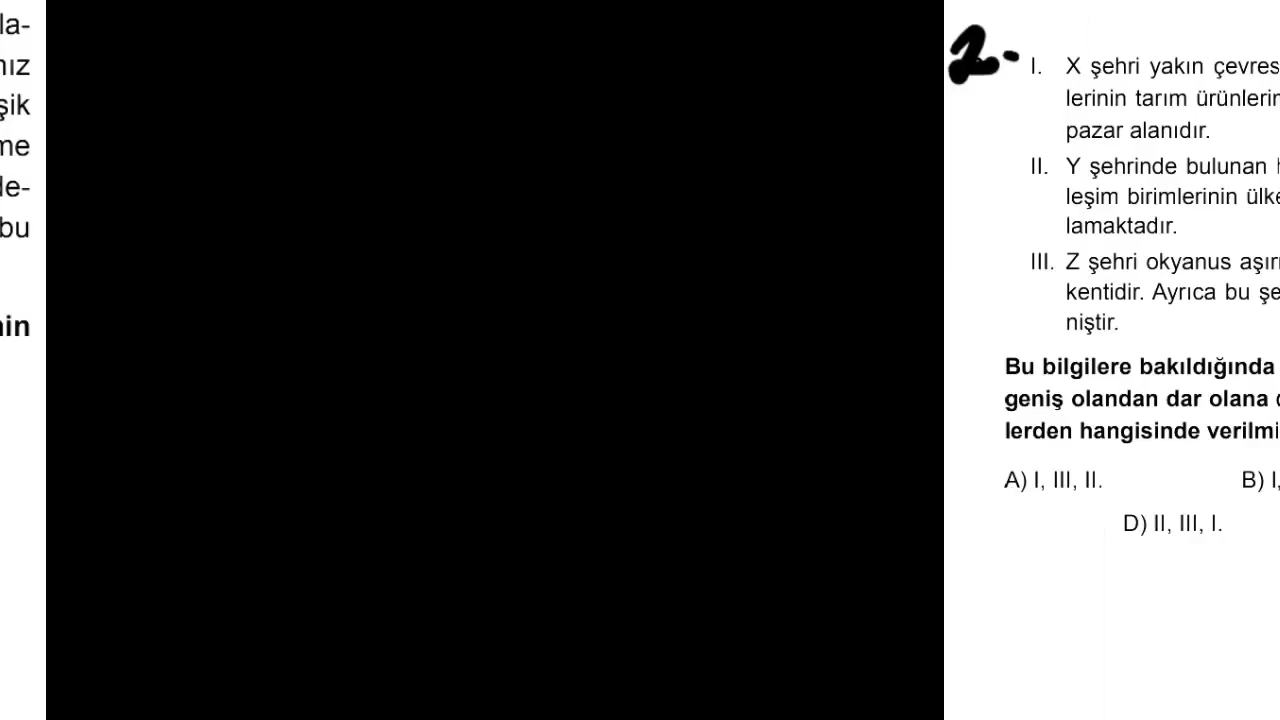 la-
mız
şik
me
de-
bu
nin
2-
I. X şehri yakın çevres
lerinin tarım ürünlerin
pazar alanıdır.
II. Y şehrinde bulunan h
leşim birimlerinin ülke
lamaktadır.
III. Z şehri okyanus aşırı
kentidir. Ayrıca bu şe
niştir.
Bu bilgilere bakıldığında
geniş olandan dar olana d
lerden hangisinde verilmi
A) I, III, II. B) I,
D) II, III, I.